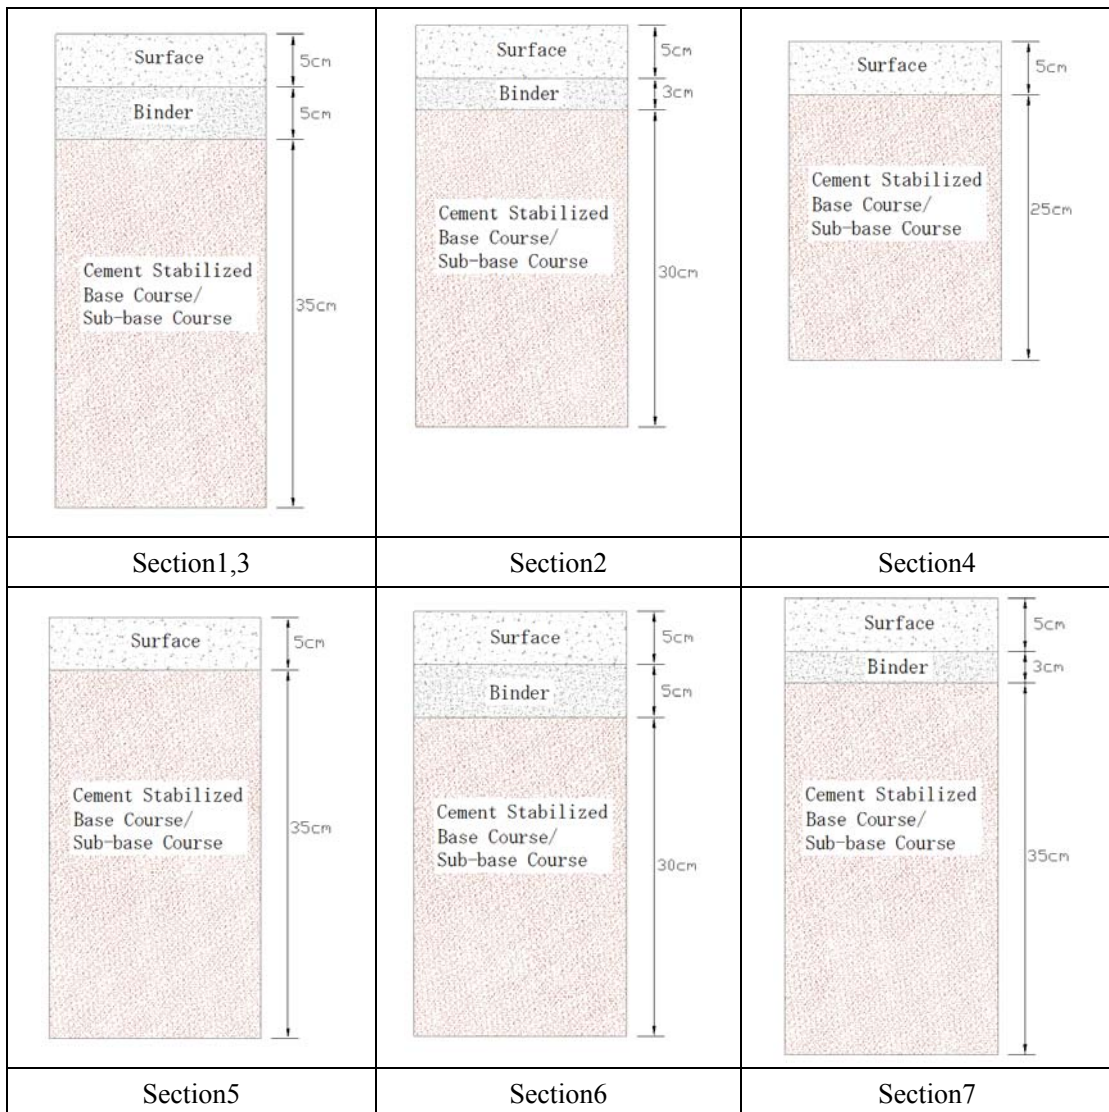 Surface
5cm
Binder
5cm
Cement Stabilized
Base Course/
Sub-base Course
35cm
Section1,3
Surface
5cm
Binder
3cm
Cement Stabilized
Base Course/
Sub-base Course
30cm
Section2
Surface
5cm
Cement Stabilized
Base Course/
Sub-base Course
25cm
Section4
Surface
5cm
Cement Stabilized
Base Course/
Sub-base Course
35cm
Section5
Surface
5cm
Binder
5cm
Cement Stabilized
Base Course/
Sub-base Course
30cm
Section6
Surface
5cm
Binder
3cm
Cement Stabilized
Base Course/
Sub-base Course
35cm
Section7